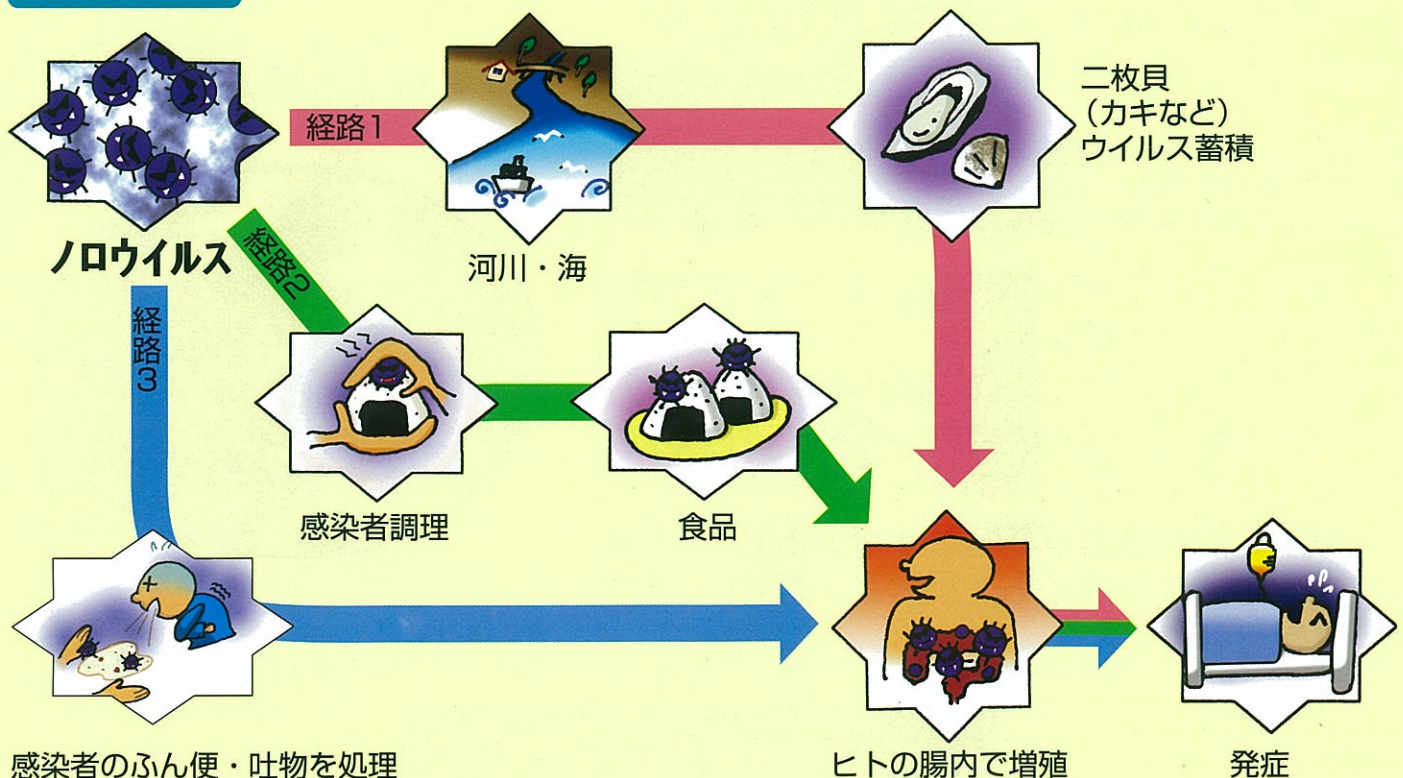 経路1
二枚貝
（カキなど）
ウイルス蓄積
ノロウイルス
経路2
河川・海
経路3
感染者調理
食品
感染者のふん便・吐物を処理
ヒトの腸内で増殖
発症